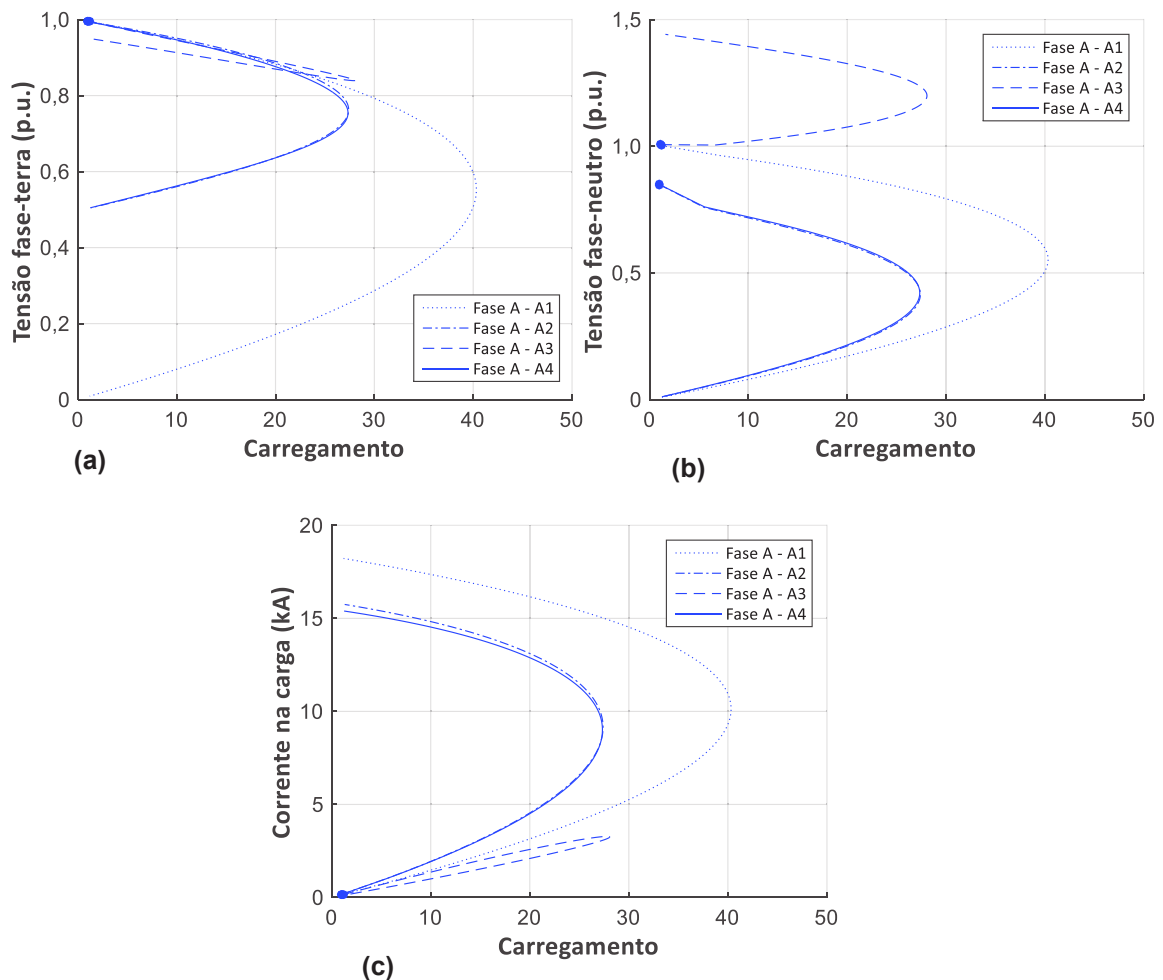 1,0
0,8
0,6
0,4
0,2
0
Tensão fase-terra (p.u.)
Fase A - A1
Fase A - A2
Fase A - A3
Fase A - A4
0 10 20 30 40 50
Carregamento
(a)
1,5
1,0
0,5
0
Tensão fase-neutro (p.u.)
Fase A - A1
Fase A - A2
Fase A - A3
Fase A - A4
0 10 20 30 40 50
Carregamento
(b)
20
15
10
5
0
Corrente na carga (kA)
Fase A - A1
Fase A - A2
Fase A - A3
Fase A - A4
0 10 20 30 40 50
Carregamento
(c)